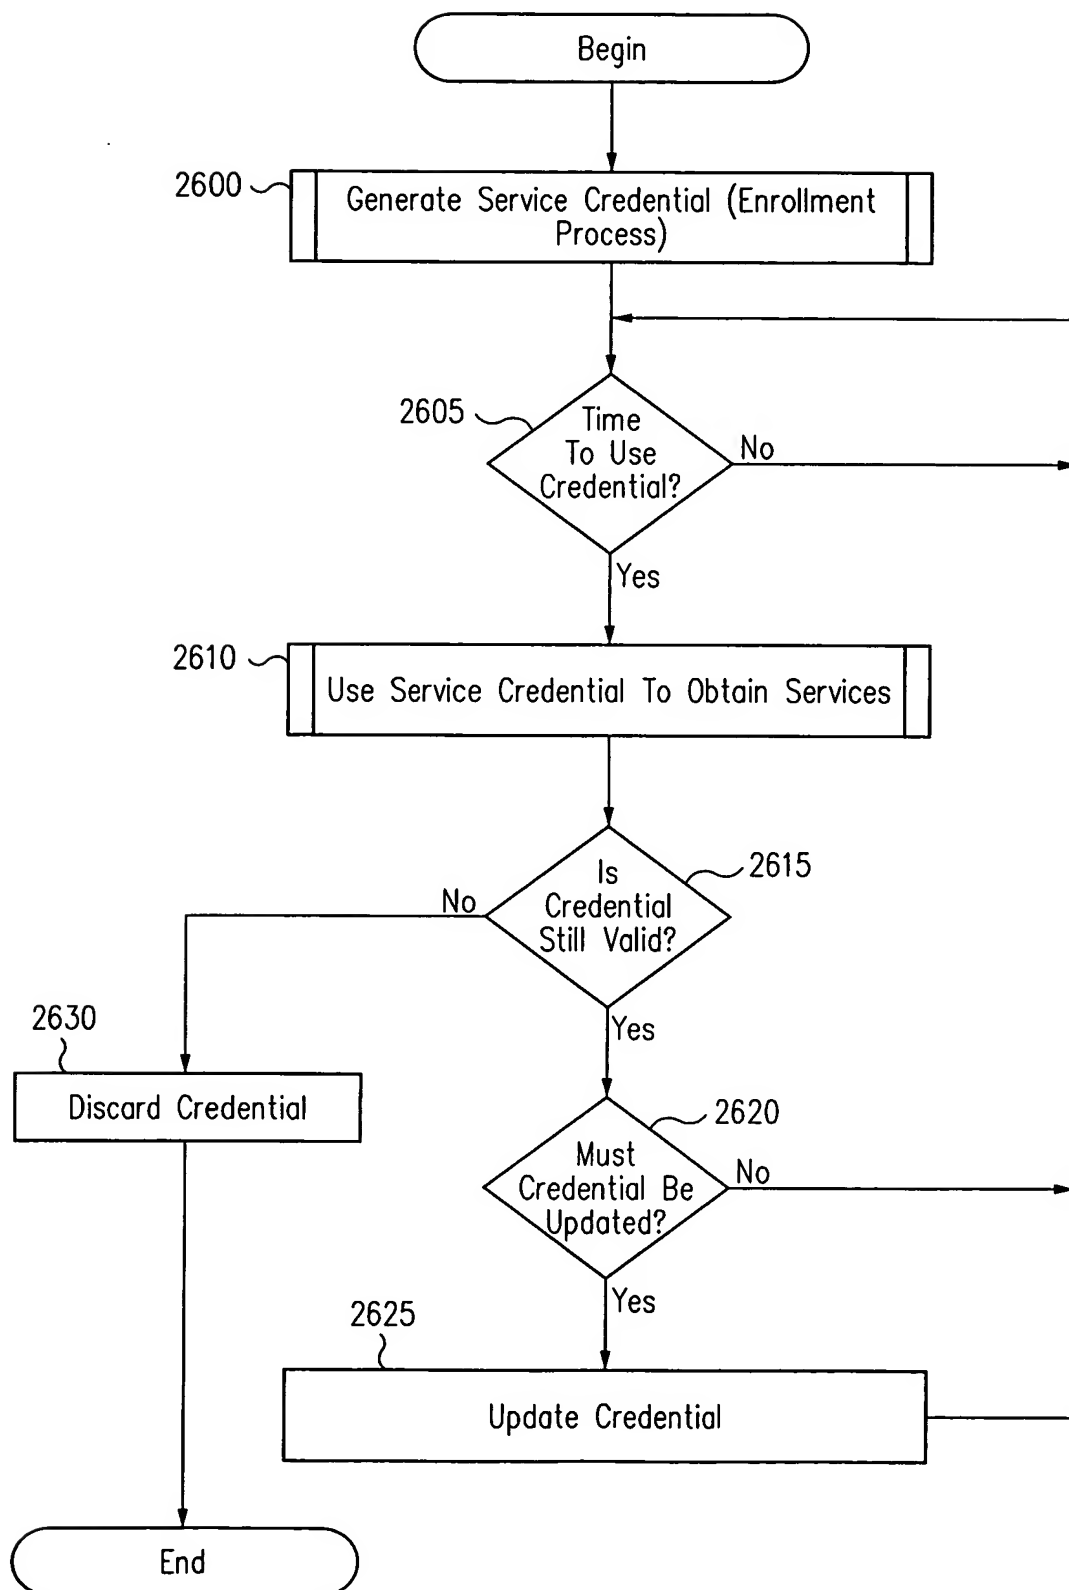 Begin
2600
Generate Service Credential (Enrollment
Process)
2605
Time
To Use
Credential?
No
Yes
2610
Use Service Credential To Obtain Services
2615
Is
Credential
Still Valid?
No
Yes
2630
Discard Credential
2620
Must
Credential Be
Updated?
No
Yes
2625
Update Credential
End